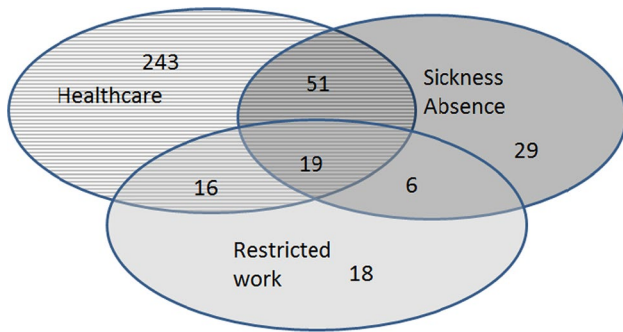 243
Healthcare
51
Sickness
Absence
29
19
16
6
Restricted
work
18